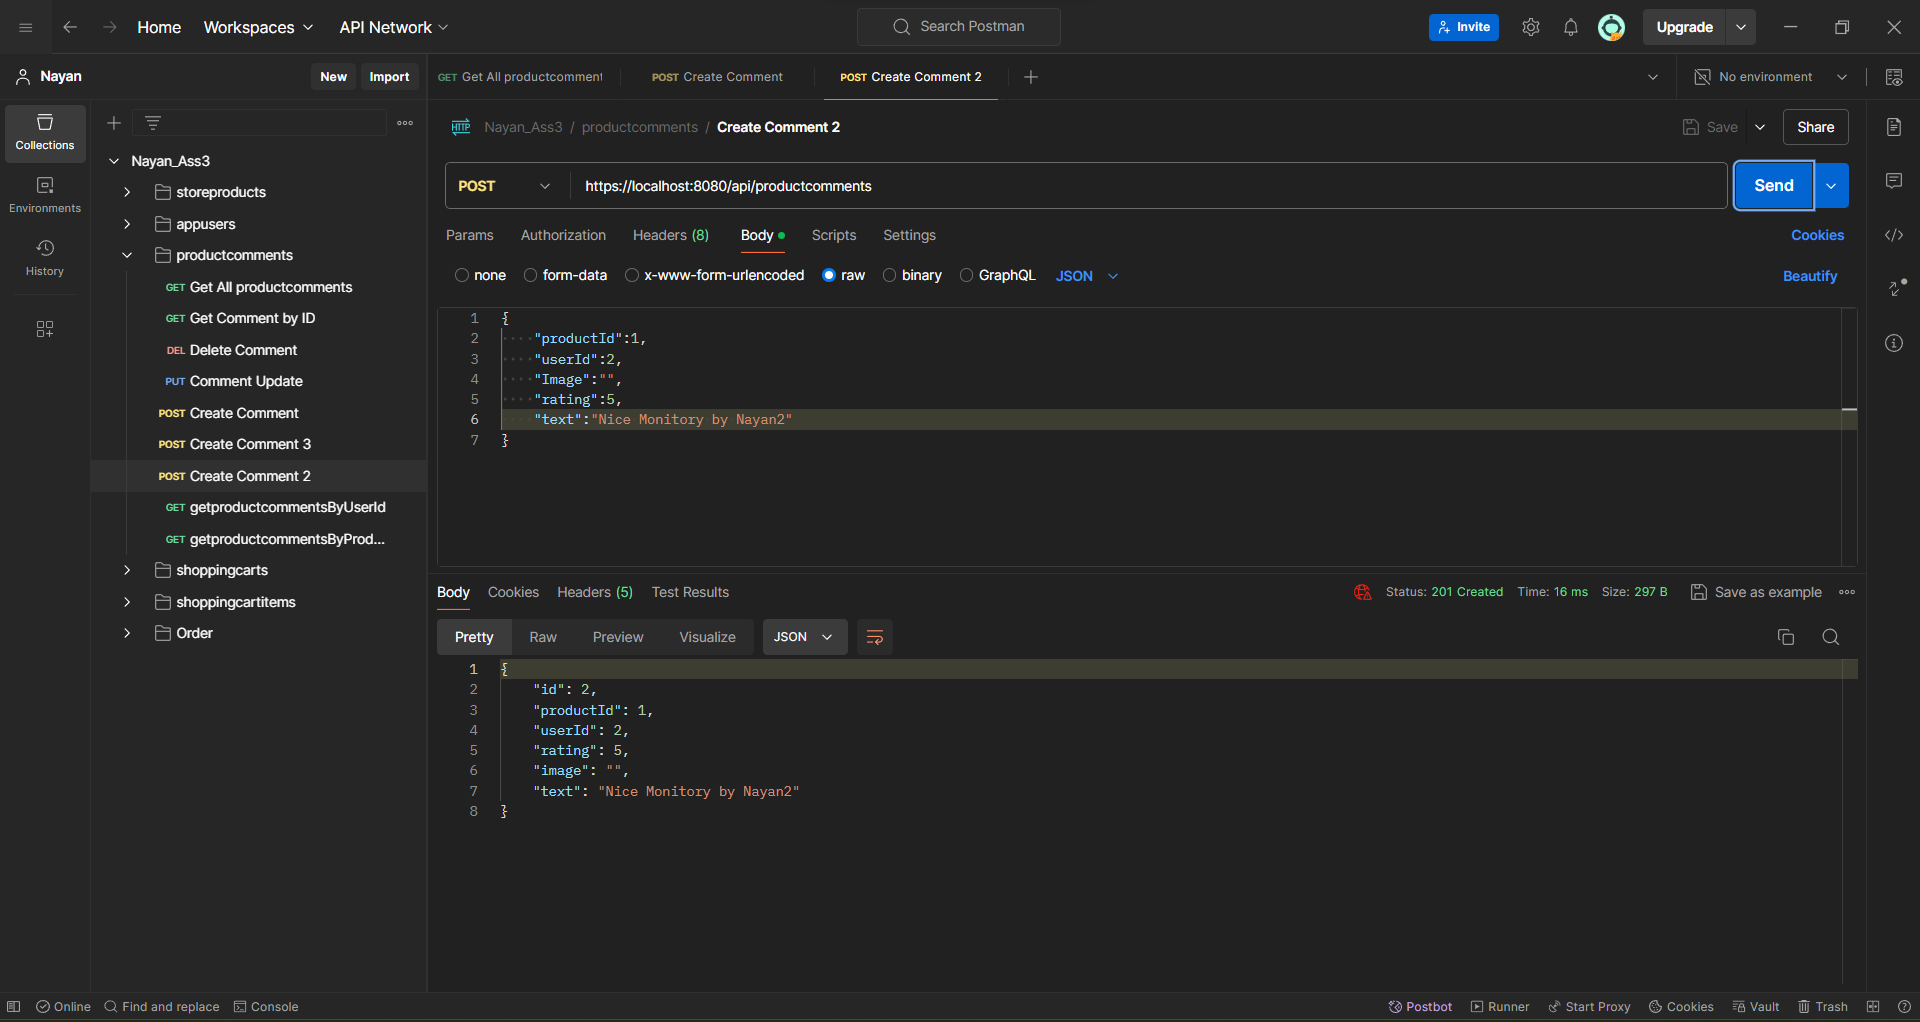 Home Workspaces API Network Search Postman Invite Upgrade
Nayan New Import GET Get All productcomment POST Create Comment POST Create Comment 2 No environment
Nayan_Ass3 / productcomments / Create Comment 2 Save Share
Collections
Environments
History
Nayan_Ass3
storeproducts
appusers
productcomments
GET Get All productcomments
GET Get Comment by ID
DEL Delete Comment
PUT Comment Update
POST Create Comment
POST Create Comment 3
POST Create Comment 2
GET getproductcommentsByUserId
GET getproductcommentsByProd...
shoppingcarts
shoppingcartitems
Order
HTTP
POST https://localhost:8080/api/productcomments Send
Params Authorization Headers (8) Body Scripts Settings Cookies
none form-data x-www-form-urlencoded raw binary GraphQL JSON Beautify
1 {
2 "productId":1,
3 "userId":2,
4 "Image":"",
5 "rating":5,
6 "text":"Nice Monitory by Nayan2"
7 }
Body Cookies Headers (5) Test Results Status: 201 Created Time: 16 ms Size: 297 B Save as example
Pretty Raw Preview Visualize JSON
1 {
2 "id": 2,
3 "productId": 1,
4 "userId": 2,
5 "rating": 5,
6 "image": "",
7 "text": "Nice Monitory by Nayan2"
8 }
Online Find and replace Console Postbot Runner Start Proxy Cookies Vault Trash